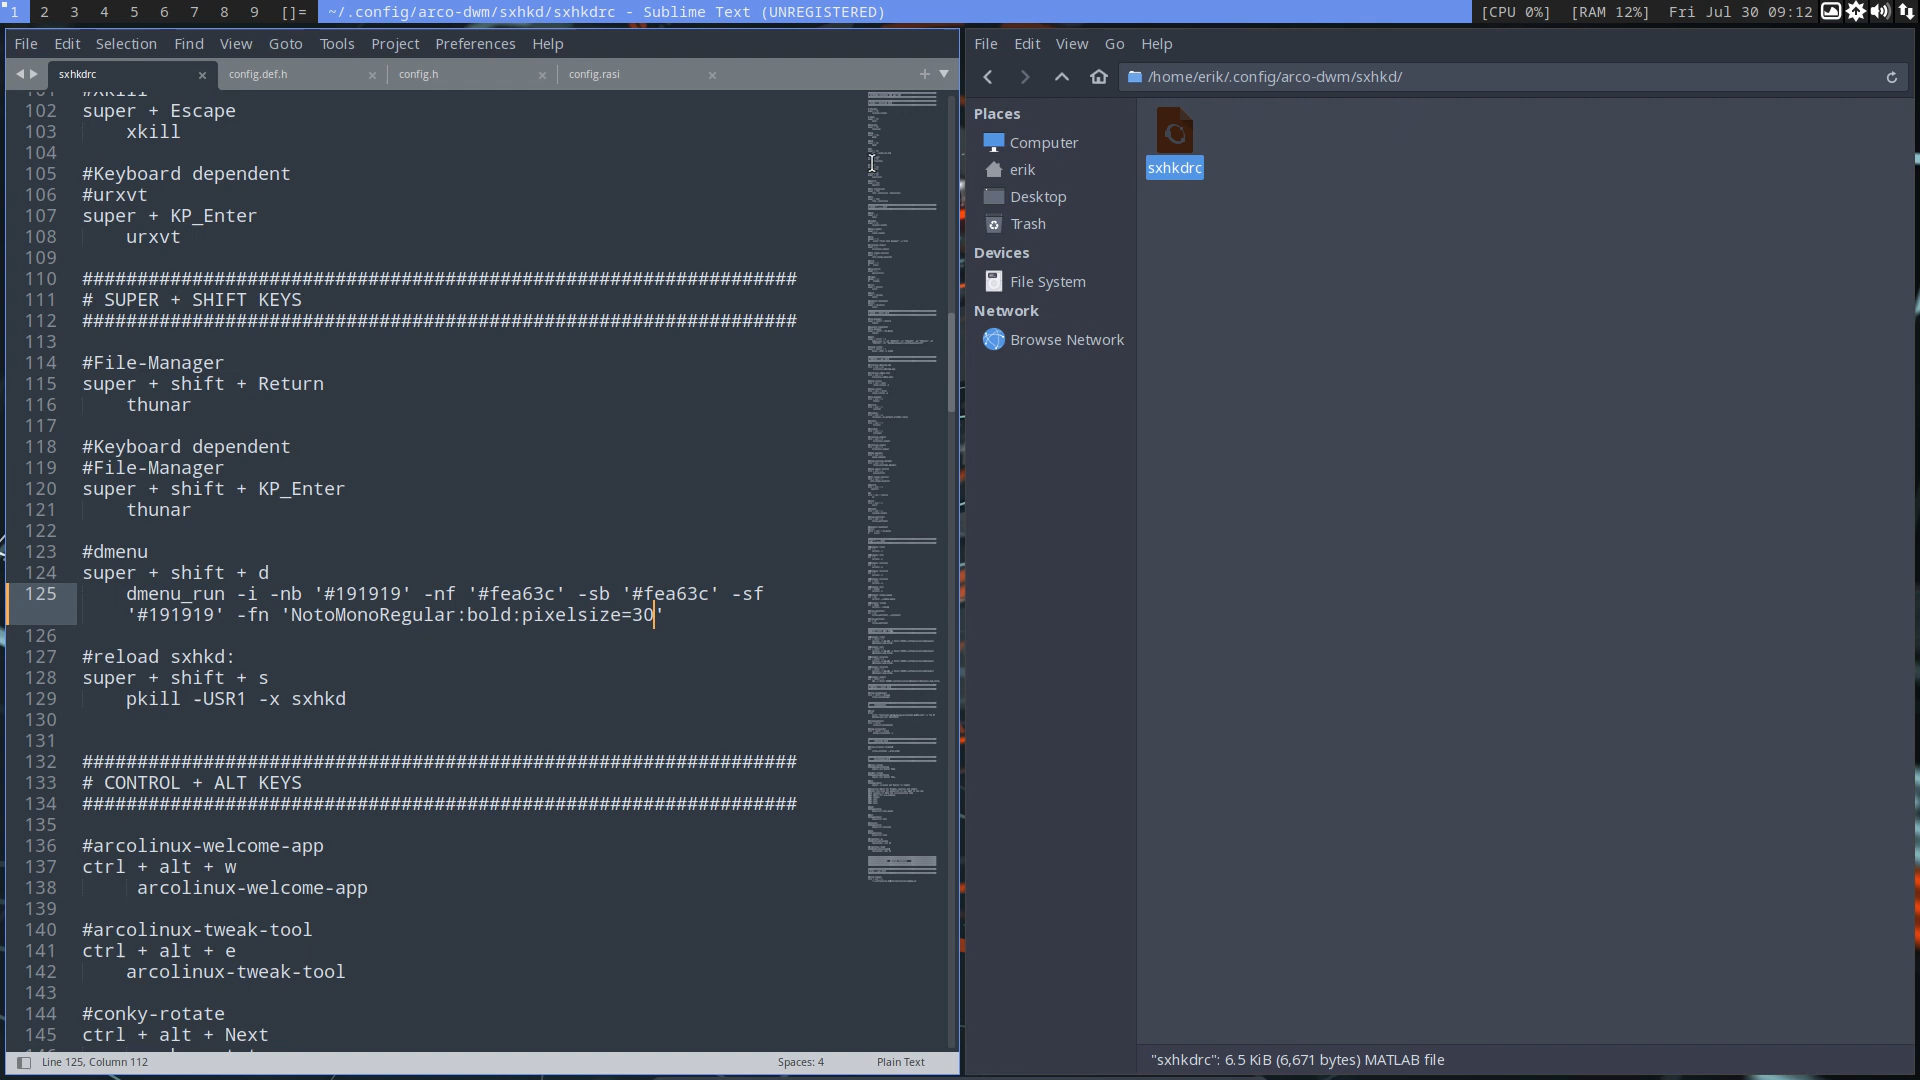 1 2 3 4 5 6 7 8 9 []= ~/.config/arco-dwm/sxhkd/sxhkdrc - Sublime Text (UNREGISTERED) [CPU 0%] [RAM 12%] Fri Jul 30 09:12
File Edit Selection Find View Goto Tools Project Preferences Help
sxhkdrc × config.def.h × config.h × config.rasi × +
101 #Xkill
102 super + Escape
103 xkill
104
105 #Keyboard dependent
106 #urxvt
107 super + KP_Enter
108 urxvt
109
110 #################################################################
111 # SUPER + SHIFT KEYS
112 #################################################################
113
114 #File-Manager
115 super + shift + Return
116 thunar
117
118 #Keyboard dependent
119 #File-Manager
120 super + shift + KP_Enter
121 thunar
122
123 #dmenu
124 super + shift + d
125 dmenu_run -i -nb '#191919' -nf '#fea63c' -sb '#fea63c' -sf
'#191919' -fn 'NotoMonoRegular:bold:pixelsize=30'
126
127 #reload sxhkd:
128 super + shift + s
129 pkill -USR1 -x sxhkd
130
131
132 #################################################################
133 # CONTROL + ALT KEYS
134 #################################################################
135
136 #arcolinux-welcome-app
137 ctrl + alt + w
138 arcolinux-welcome-app
139
140 #arcolinux-tweak-tool
141 ctrl + alt + e
142 arcolinux-tweak-tool
143
144 #conky-rotate
145 ctrl + alt + Next
Line 125, Column 112 Spaces: 4 Plain Text
File Edit View Go Help
/home/erik/.config/arco-dwm/sxhkd/
Places
Computer
erik
Desktop
Trash
Devices
File System
Network
Browse Network
sxhkdrc
"sxhkdrc": 6.5 KiB (6,671 bytes) MATLAB file